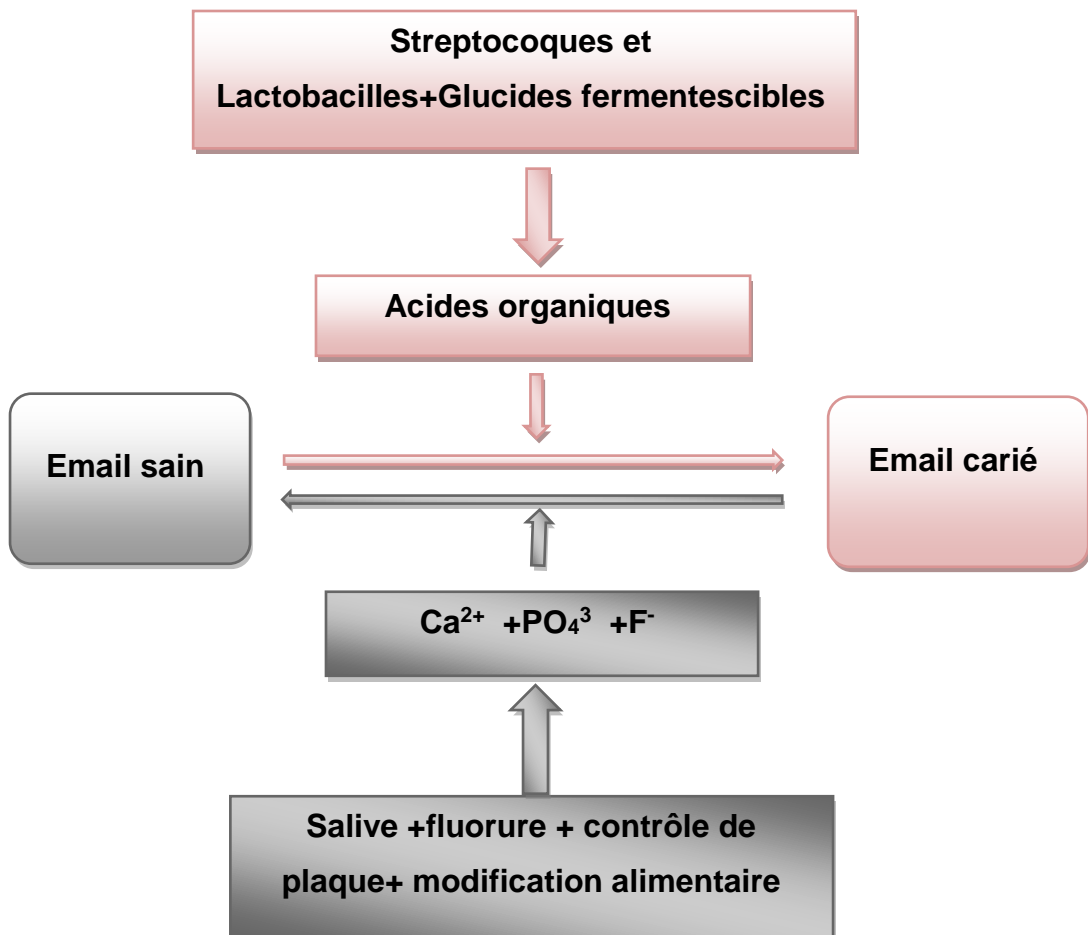 Streptocoques et
Lactobacilles+Glucides fermentescibles
Acides organiques
Email sain
Email carié
Ca²⁺ +PO₄³ +F⁻
Salive +fluorure + contrôle de
plaque+ modification alimentaire